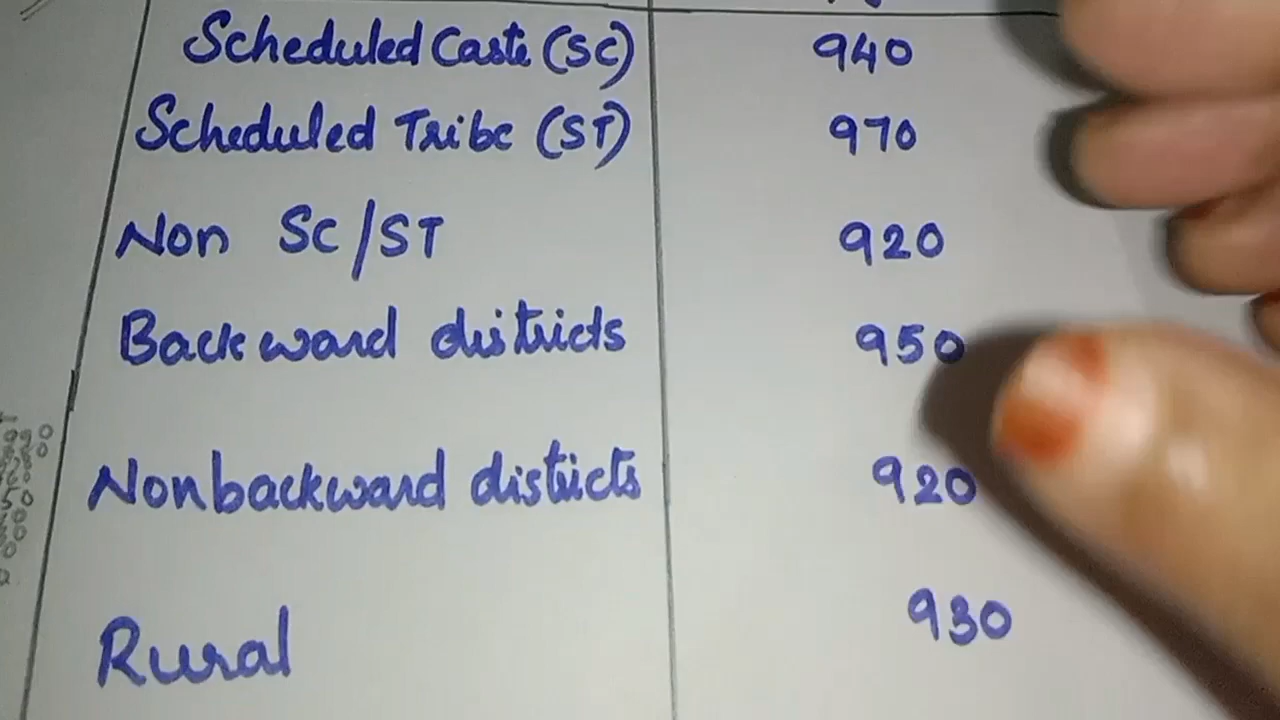 Scheduled Caste (SC) 940
Scheduled Tribe (ST) 970
Non SC/ST 920
Backward districts 950
Nonbackward districts 920
Rural 930